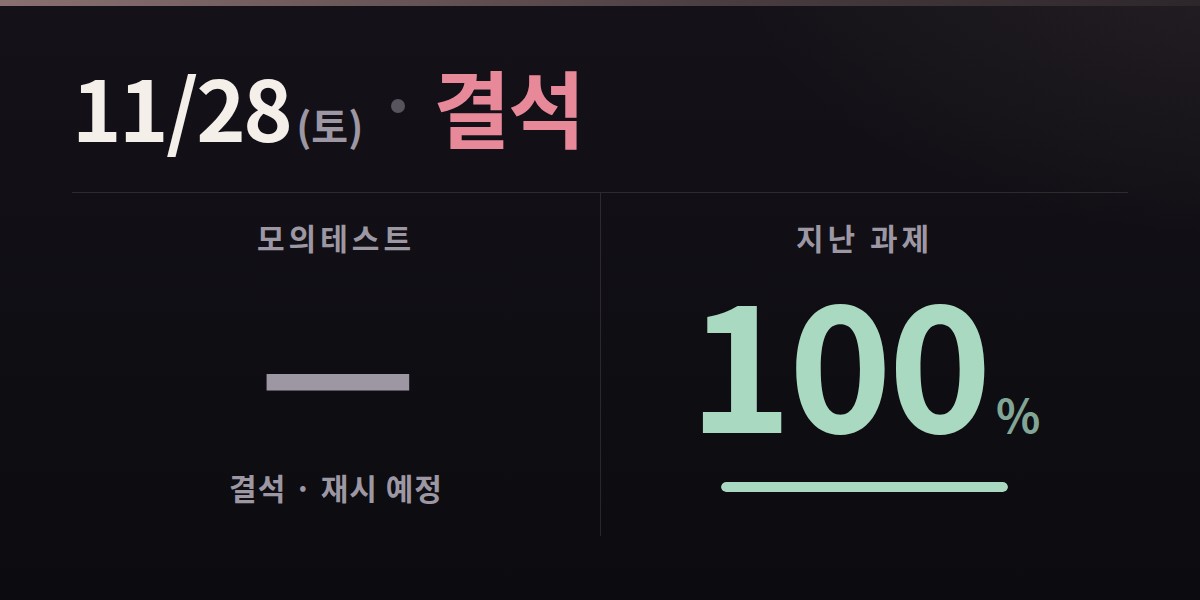 11/28 (토) • 결석
모의테스트
—
결석 · 재시 예정
지난 과제
100%